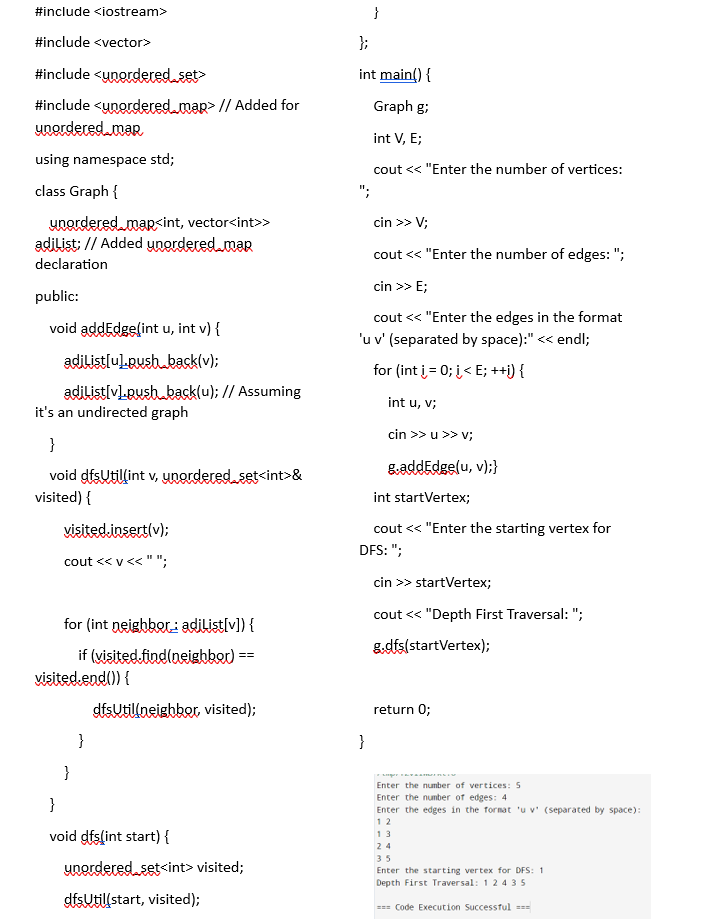 #include <iostream>
#include <vector>
#include <unordered_set>
#include <unordered_map> // Added for
unordered_map
using namespace std;
class Graph {
unordered_map<int, vector<int>>
adjList; // Added unordered_map
declaration
public:
void addEdge(int u, int v) {
adjList[u].push_back(v);
adjList[v].push_back(u); // Assuming
it's an undirected graph
}
void dfsUtil(int v, unordered_set<int>&
visited) {
visited.insert(v);
cout << v << " ";
for (int neighbor : adjList[v]) {
if (visited.find(neighbor) ==
visited.end()) {
dfsUtil(neighbor, visited);
}
}
}
void dfs(int start) {
unordered_set<int> visited;
dfsUtil(start, visited);
}
};
int main() {
Graph g;
int V, E;
cout << "Enter the number of vertices:
";
cin >> V;
cout << "Enter the number of edges: ";
cin >> E;
cout << "Enter the edges in the format
'u v' (separated by space):" << endl;
for (int i = 0; i < E; ++i) {
int u, v;
cin >> u >> v;
g.addEdge(u, v);}
int startVertex;
cout << "Enter the starting vertex for
DFS: ";
cin >> startVertex;
cout << "Depth First Traversal: ";
g.dfs(startVertex);
return 0;
}
Enter the number of vertices: 5
Enter the number of edges: 4
Enter the edges in the format 'u v' (separated by space):
1 2
1 3
2 4
3 5
Enter the starting vertex for DFS: 1
Depth First Traversal: 1 2 4 3 5
=== Code Execution Successful ===